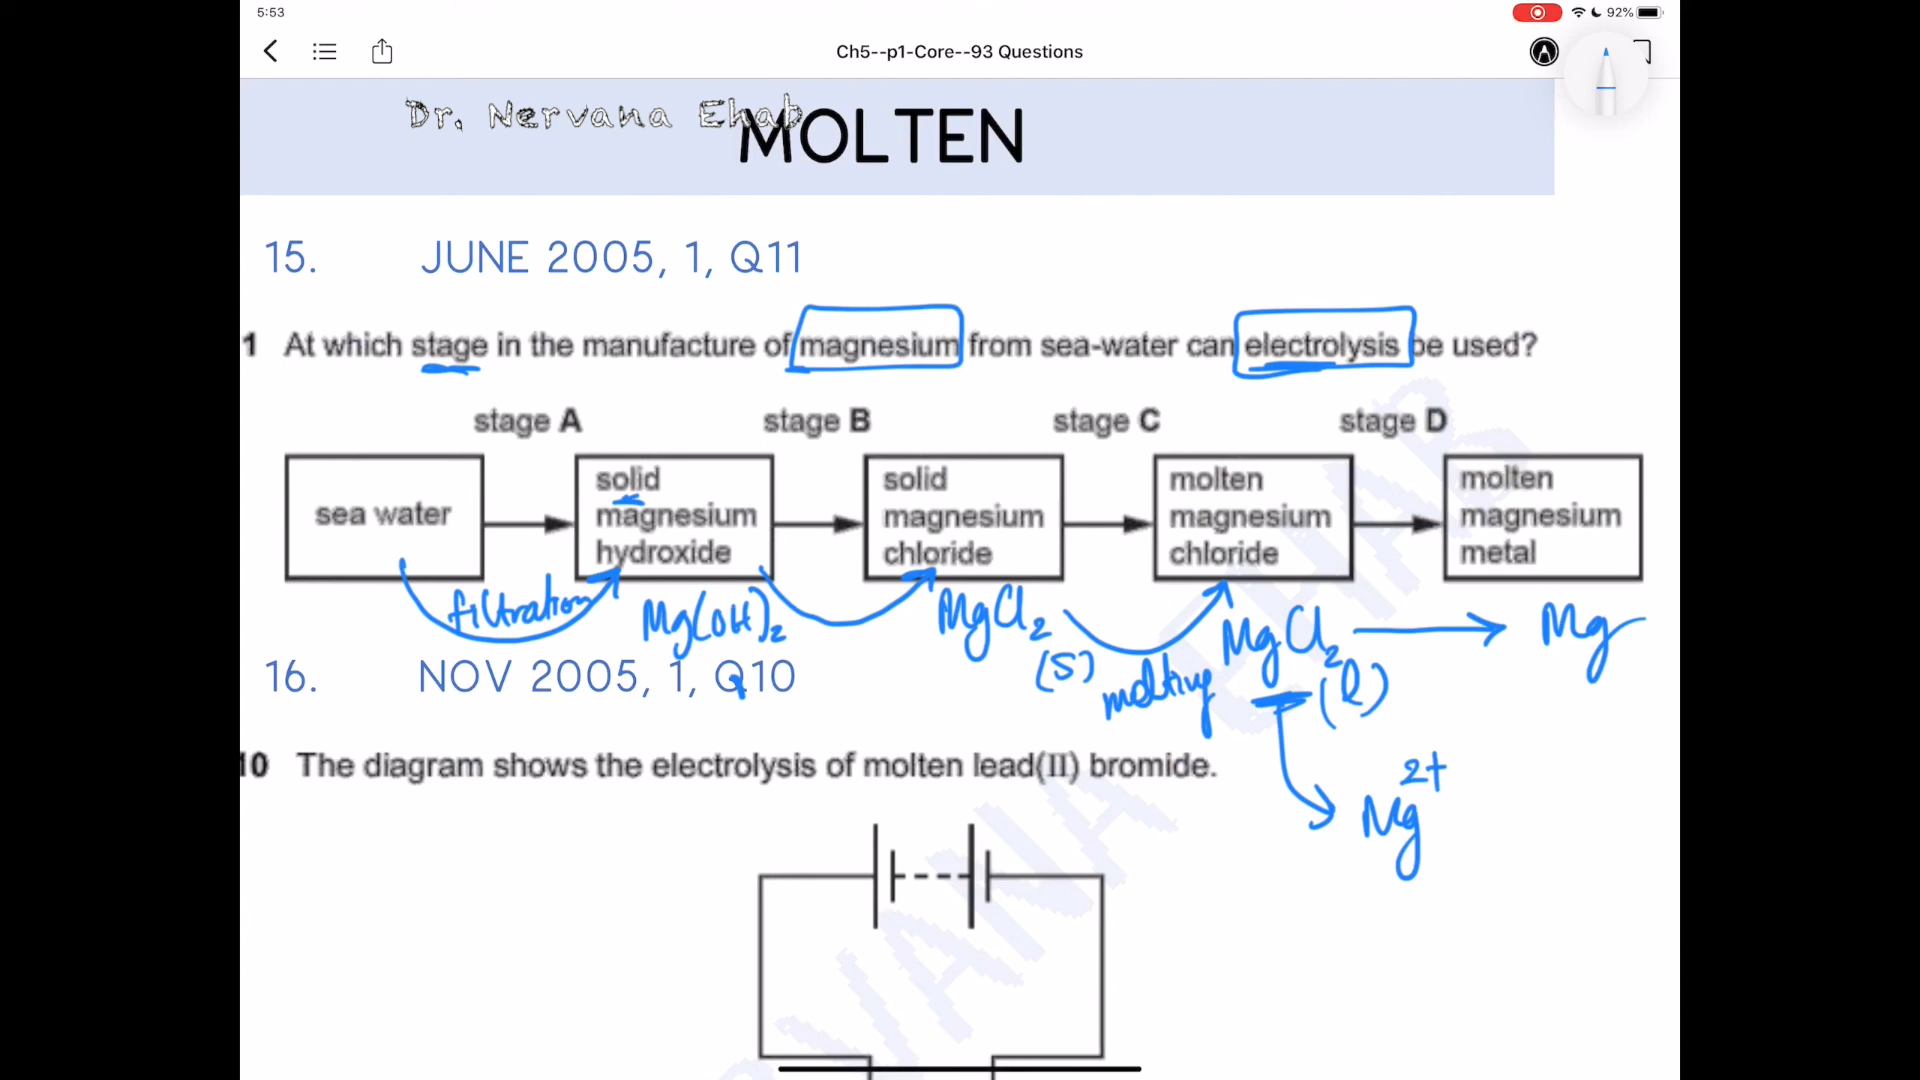 5:53
92%
Ch5--p1-Core--93 Questions
Dr. Nervana Ehab
MOLTEN
15. JUNE 2005, 1, Q11
1 At which stage in the manufacture of magnesium from sea-water can electrolysis be used?
stage A stage B stage C stage D
sea water
solid
magnesium
hydroxide
solid
magnesium
chloride
molten
magnesium
chloride
molten
magnesium
metal
filtration
Mg(OH)2
MgCl2
(s)
melting
MgCl2
(l)
Mg
Mg2+
16. NOV 2005, 1, Q10
10 The diagram shows the electrolysis of molten lead(II) bromide.